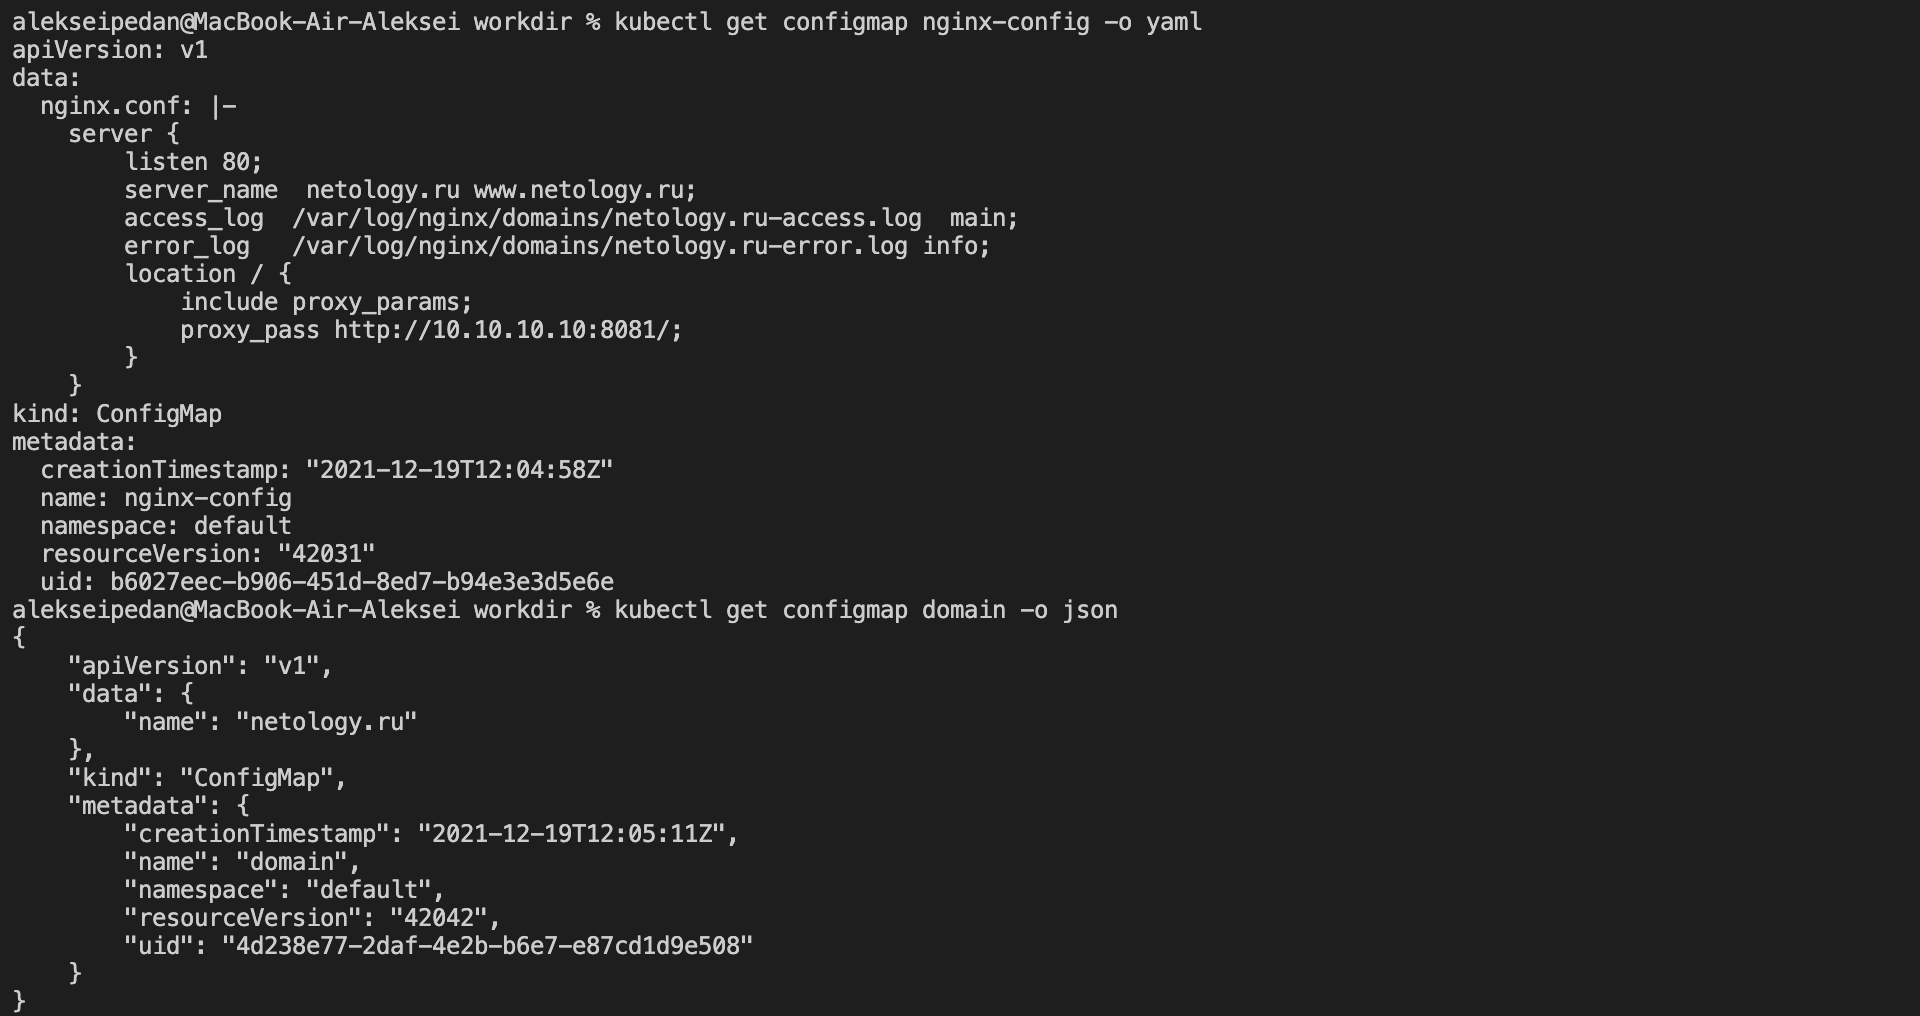 alekseipedan@MacBook-Air-Aleksei workdir % kubectl get configmap nginx-config -o yaml
apiVersion: v1
data:
  nginx.conf: |-
    server {
        listen 80;
        server_name  netology.ru www.netology.ru;
        access_log  /var/log/nginx/domains/netology.ru-access.log  main;
        error_log   /var/log/nginx/domains/netology.ru-error.log info;
        location / {
            include proxy_params;
            proxy_pass http://10.10.10.10:8081/;
        }
    }
kind: ConfigMap
metadata:
  creationTimestamp: "2021-12-19T12:04:58Z"
  name: nginx-config
  namespace: default
  resourceVersion: "42031"
  uid: b6027eec-b906-451d-8ed7-b94e3e3d5e6e
alekseipedan@MacBook-Air-Aleksei workdir % kubectl get configmap domain -o json
{
    "apiVersion": "v1",
    "data": {
        "name": "netology.ru"
    },
    "kind": "ConfigMap",
    "metadata": {
        "creationTimestamp": "2021-12-19T12:05:11Z",
        "name": "domain",
        "namespace": "default",
        "resourceVersion": "42042",
        "uid": "4d238e77-2daf-4e2b-b6e7-e87cd1d9e508"
    }
}